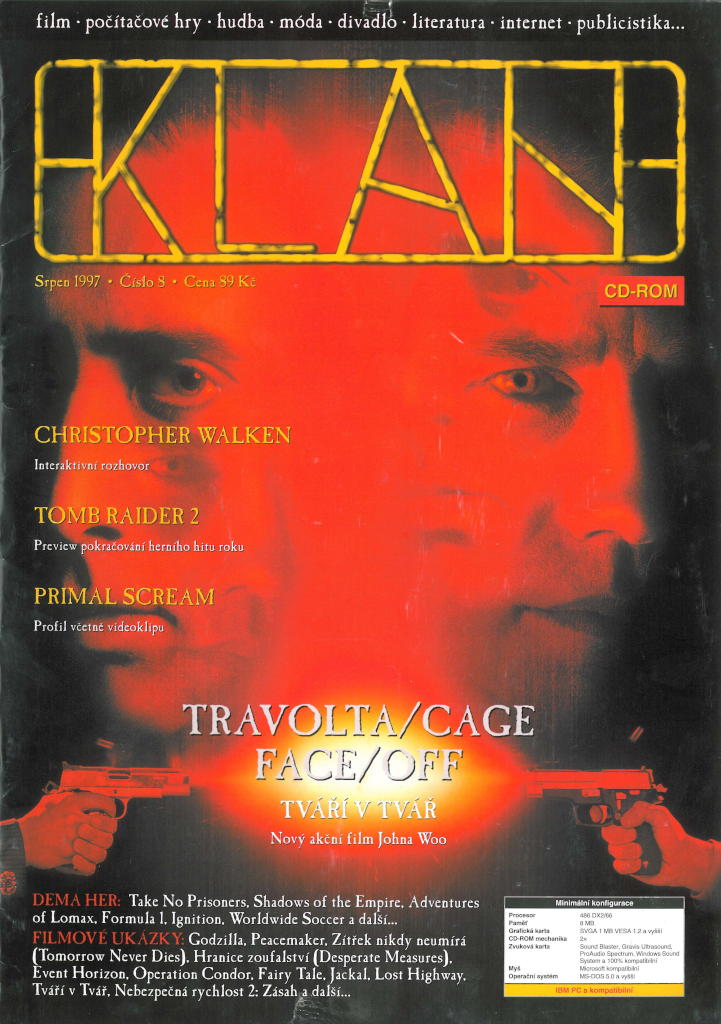 film · počítačové hry · hudba · móda · divadlo · literatura · internet · publicistika...
KLAN
Srpen 1997 · Číslo 8 · Cena 89 Kč
CD-ROM
CHRISTOPHER WALKEN
Interaktivní rozhovor
TOMB RAIDER 2
Preview pokračování herního hitu roku
PRIMAL SCREAM
Profil včetně videoklipu
TRAVOLTA/CAGE
FACE/OFF
TVÁŘÍ V TVÁŘ
Nový akční film Johna Woo
DEMA HER: Take No Prisoners, Shadows of the Empire, Adventures
of Lomax, Formula 1, Ignition, Worldwide Soccer a další...
FILMOVÉ UKÁZKY: Godzilla, Peacemaker, Zítřek nikdy neumírá
(Tomorrow Never Dies), Hranice zoufalství (Desperate Measures),
Event Horizon, Operation Condor, Fairy Tale, Jackal, Lost Highway,
Tváří v Tvář, Nebezpečná rychlost 2: Zásah a další...
Minimální konfigurace
Procesor 486 DX2/66
Paměť 8 MB
Grafická karta SVGA 1 MB VESA 1.2 a vyšší
CD-ROM mechanika 2x
Zvuková karta Sound Blaster, Gravis Ultrasound,
ProAudio Spectrum, Windows Sound
System a 100% kompatibilní
Myš Microsoft kompatibilní
Operační systém MS-DOS 5.0 a vyšší
IBM PC a kompatibilní